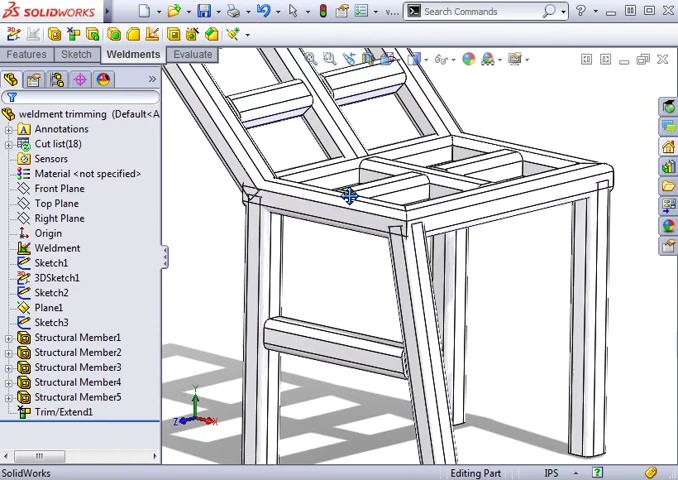 SOLIDWORKS
v...
Search Commands
Features
Sketch
Weldments
Evaluate
weldment trimming (Default<A
Annotations
Cut list(18)
Sensors
Material <not specified>
Front Plane
Top Plane
Right Plane
Origin
Weldment
Sketch1
3DSketch1
Sketch2
Plane1
Sketch3
Structural Member1
Structural Member2
Structural Member3
Structural Member4
Structural Member5
Trim/Extend1
Y
Z
X
SolidWorks
Editing Part
IPS